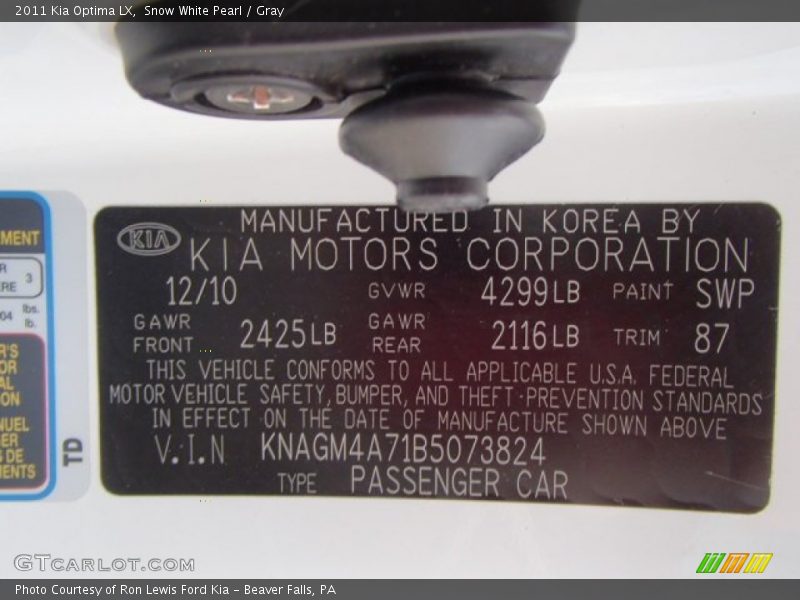 2011 Kia Optima LX, Snow White Pearl / Gray
MANUFACTURED IN KOREA BY
KIA
KIA MOTORS CORPORATION
12/10 GVWR 4299LB PAINT SWP
GAWR FRONT 2425LB GAWR REAR 2116LB TRIM 87
THIS VEHICLE CONFORMS TO ALL APPLICABLE U.S.A. FEDERAL
MOTOR VEHICLE SAFETY, BUMPER, AND THEFT-PREVENTION STANDARDS
IN EFFECT ON THE DATE OF MANUFACTURE SHOWN ABOVE
V.I.N KNAGM4A71B5073824
TYPE PASSENGER CAR
3
lbs.
lb.
TD
GTCARLOT.COM
Photo Courtesy of Ron Lewis Ford Kia - Beaver Falls, PA